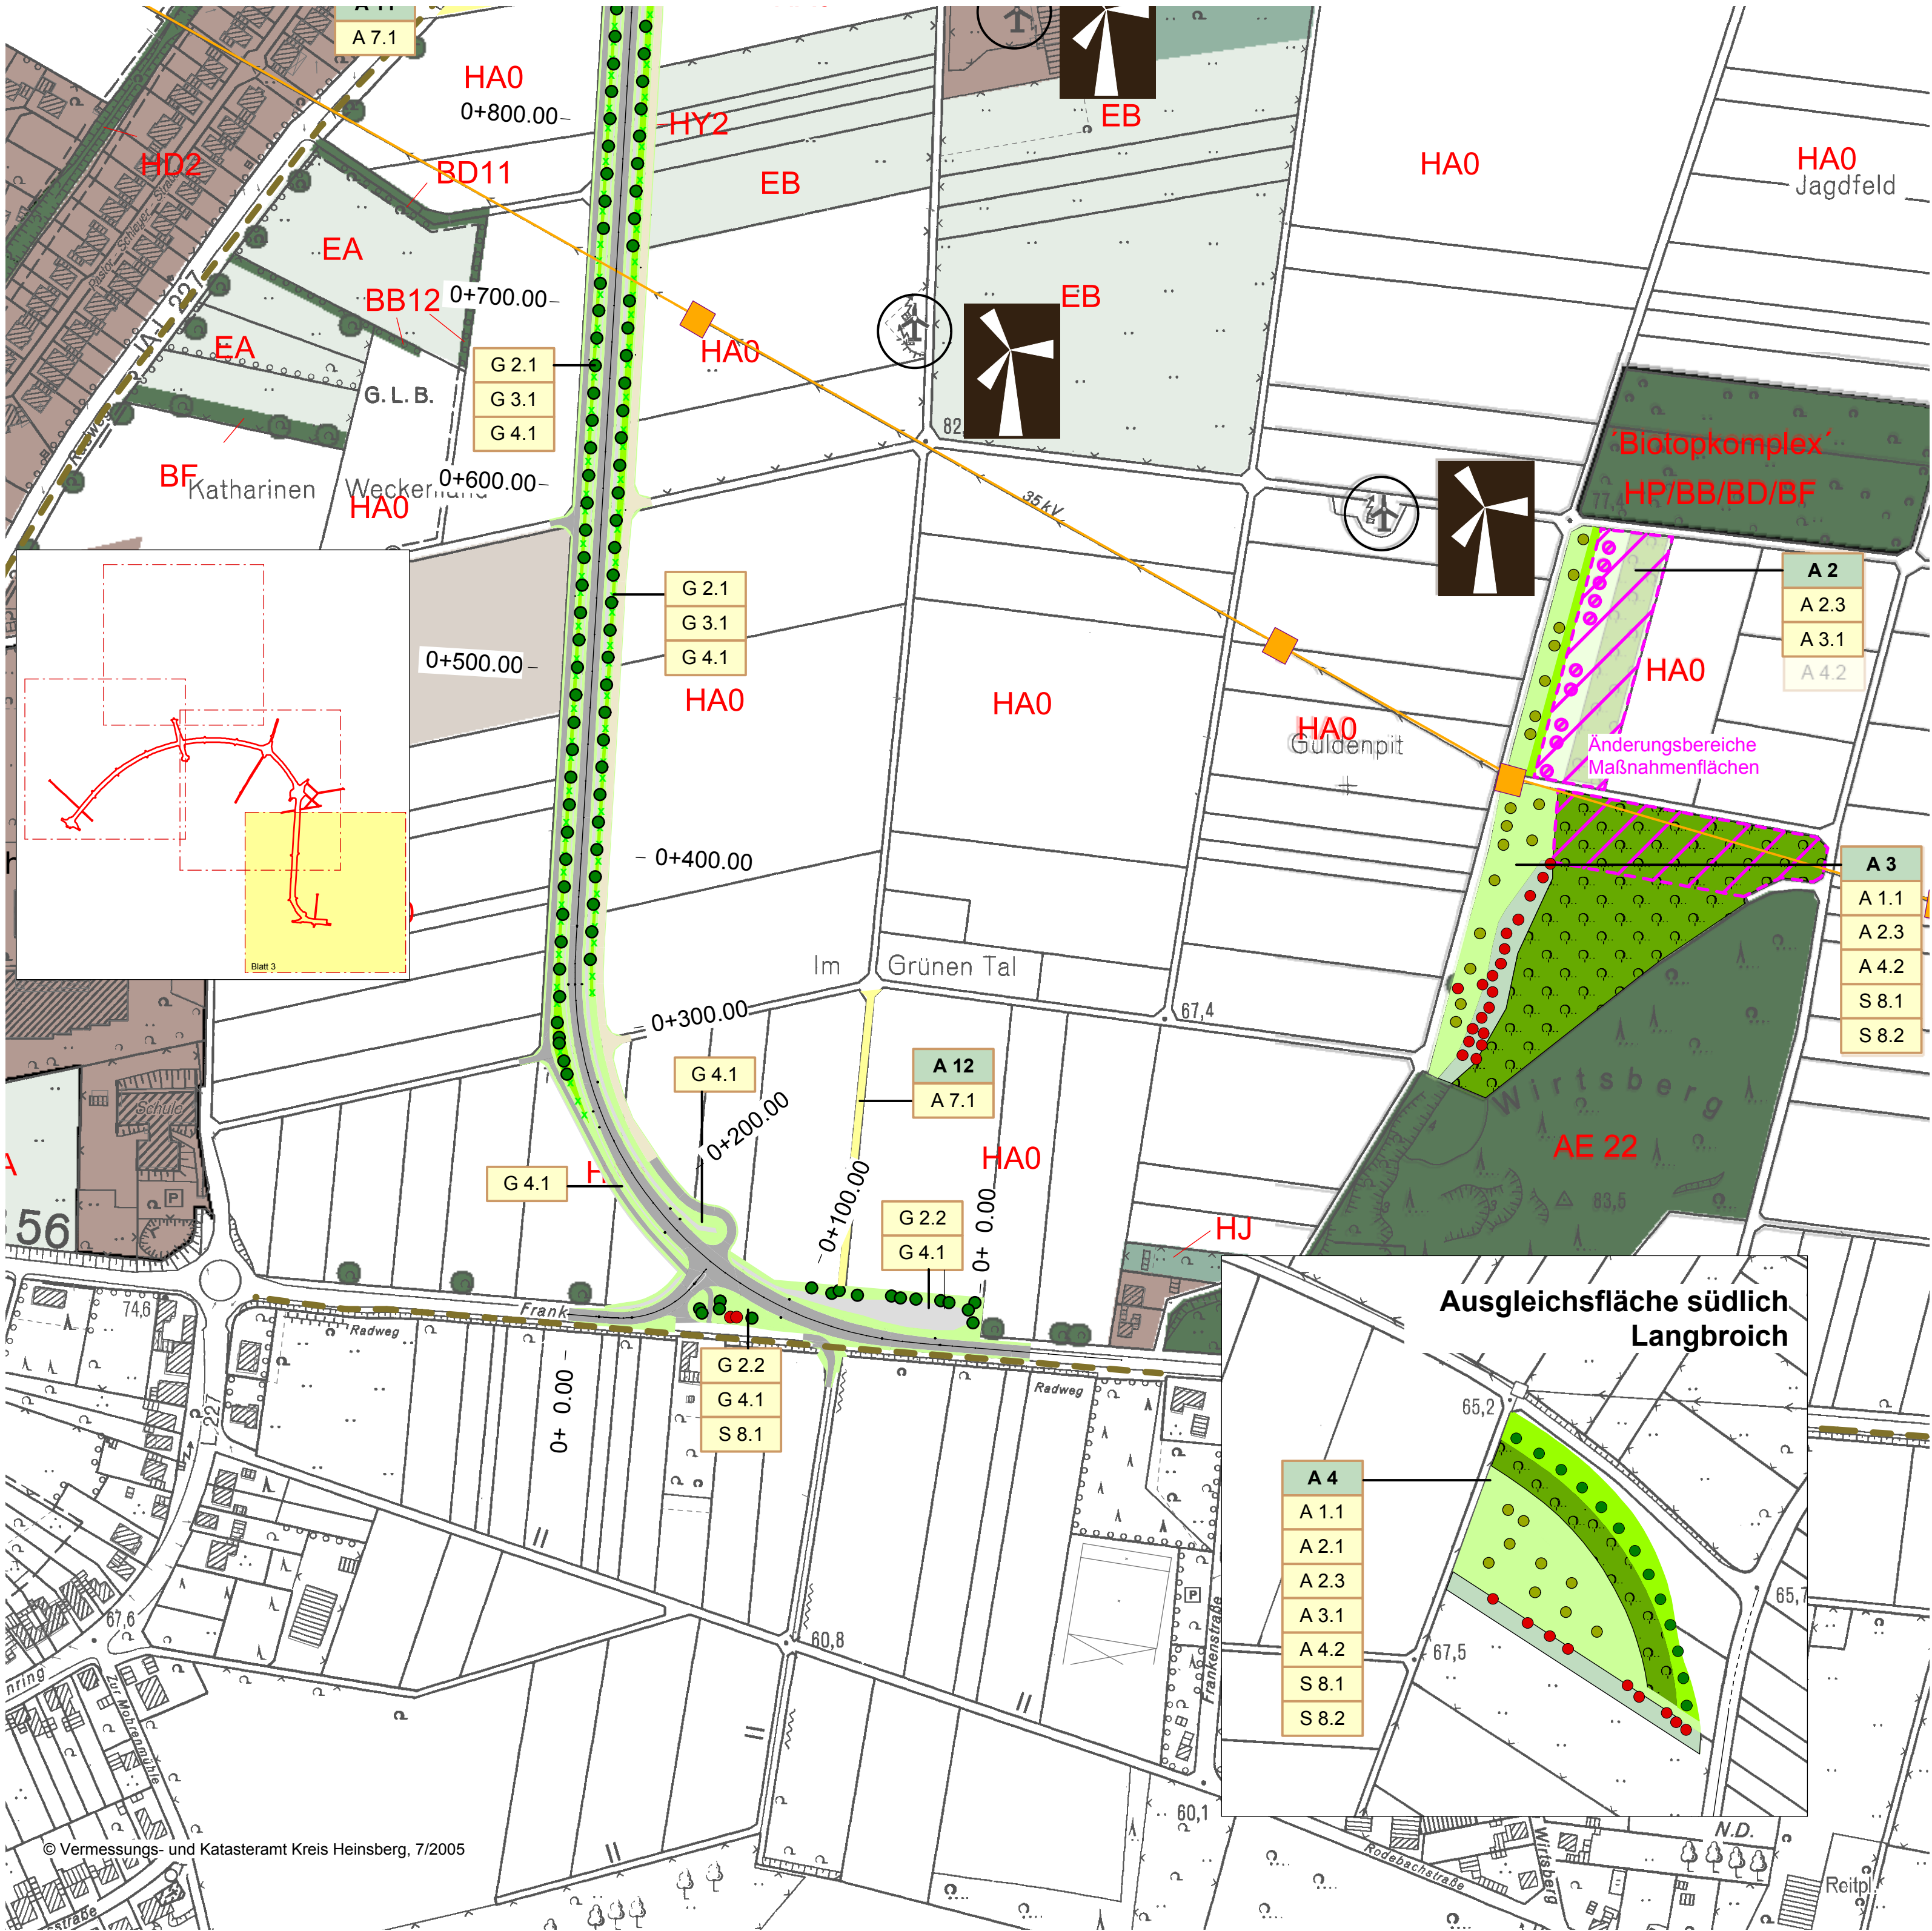 A 7.1
HA0
0+800.00
HY2
EB
HA0
HA0
Jagdfeld
HD2
BD11
EB
Pastor - Schleyer - Straße
EA
BB12
0+700.00
EB
L 227
EA
HA0
G 2.1
G 3.1
G 4.1
G. L. B.
´Biotopkomplex´
HP/BB/BD/BF
77,4
BF
Katharinen
0+600.00
HA0
35 kV
A 2
A 2.3
A 3.1
A 4.2
G 2.1
G 3.1
G 4.1
0+500.00
HA0
HA0
HA0
HA0
Guldenpit
Änderungsbereiche
Maßnahmenflächen
0+400.00
A 3
A 1.1
A 2.3
A 4.2
S 8.1
S 8.2
Blatt 3
Im Grünen Tal
0+300.00
67,4
G 4.1
A 12
A 7.1
Wirtsberg
Schule
0+200.00
HA0
AE 22
G 4.1
P
0+100.00
83,5
56
G 2.2
G 4.1
0+ 0.00
HJ
74,6
Frank
Radweg
Ausgleichsfläche südlich
Langbroich
G 2.2
G 4.1
S 8.1
0+ 0.00
Radweg
65,2
L 227
A 4
A 1.1
A 2.1
A 2.3
A 3.1
A 4.2
S 8.1
S 8.2
65,7
P
67,6
60,8
Frankenstraße
67,5
nring
Zur Mohrenmühle
60,1
© Vermessungs- und Katasteramt Kreis Heinsberg, 7/2005
N.D.
Rodebachstraße
Wirtsberg
Reitpl.
straße